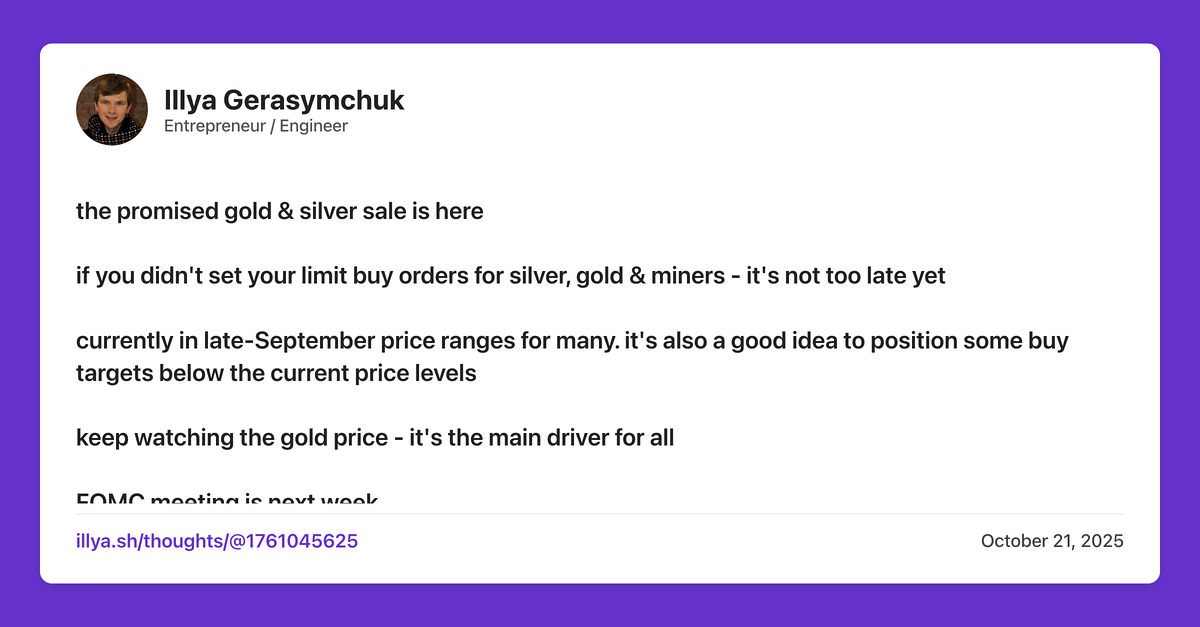 Illya Gerasymchuk
Entrepreneur / Engineer
the promised gold & silver sale is here
if you didn't set your limit buy orders for silver, gold & miners - it's not too late yet
currently in late-September price ranges for many. it's also a good idea to position some buy
targets below the current price levels
keep watching the gold price - it's the main driver for all
FOMC meeting is next week
illya.sh/thoughts/@1761045625
October 21, 2025